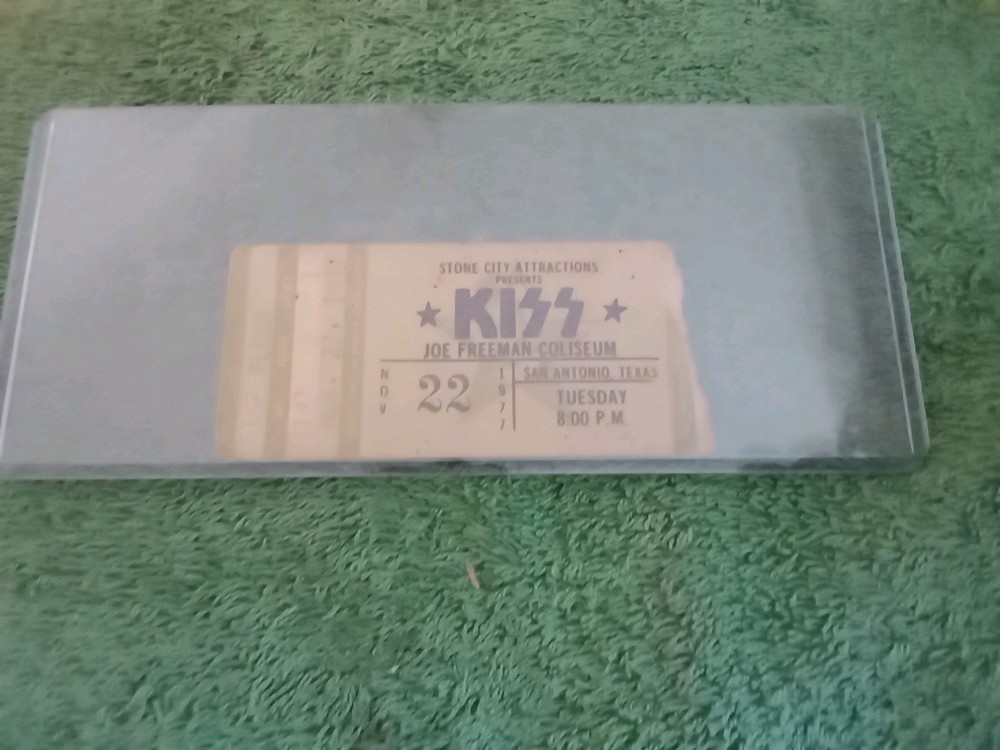 STONE CITY ATTRACTIONS
PRESENTS
★ KISS ★
JOE FREEMAN COLISEUM
NOV 22 1977
SAN ANTONIO, TEXAS
TUESDAY
8:00 P.M.